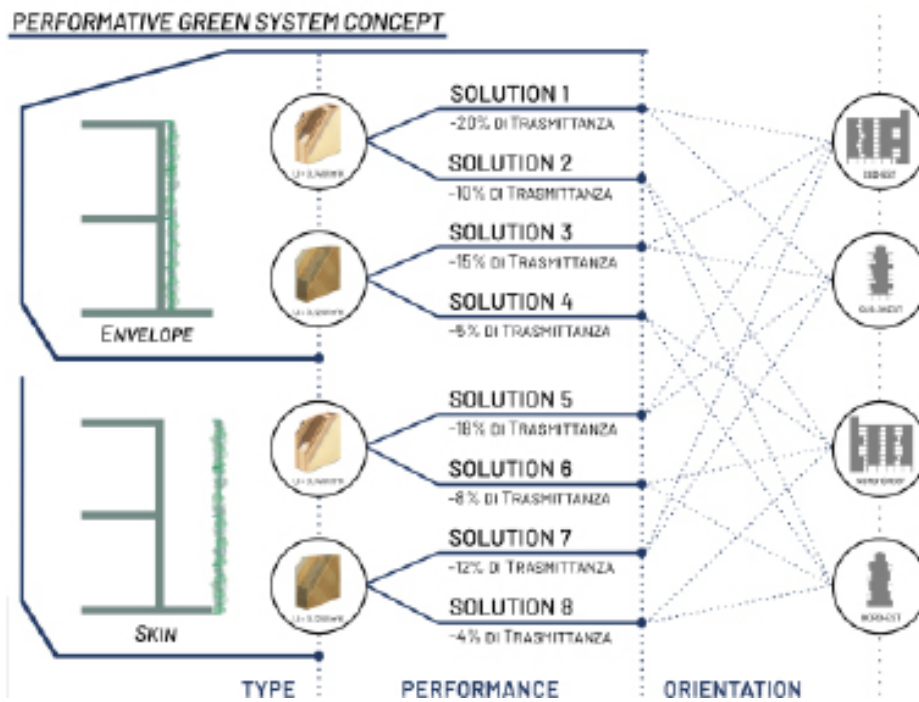 PERFORMATIVE GREEN SYSTEM CONCEPT
SOLUTION 1
-20% DI TRASMITTANZA
SOLUTION 2
-10% DI TRASMITTANZA
SOLUTION 3
-15% DI TRASMITTANZA
SOLUTION 4
-5% DI TRASMITTANZA
ENVELOPE
SOLUTION 5
-18% DI TRASMITTANZA
SOLUTION 6
-8% DI TRASMITTANZA
SOLUTION 7
-12% DI TRASMITTANZA
SOLUTION 8
-4% DI TRASMITTANZA
SKIN
TYPE
PERFORMANCE
ORIENTATION